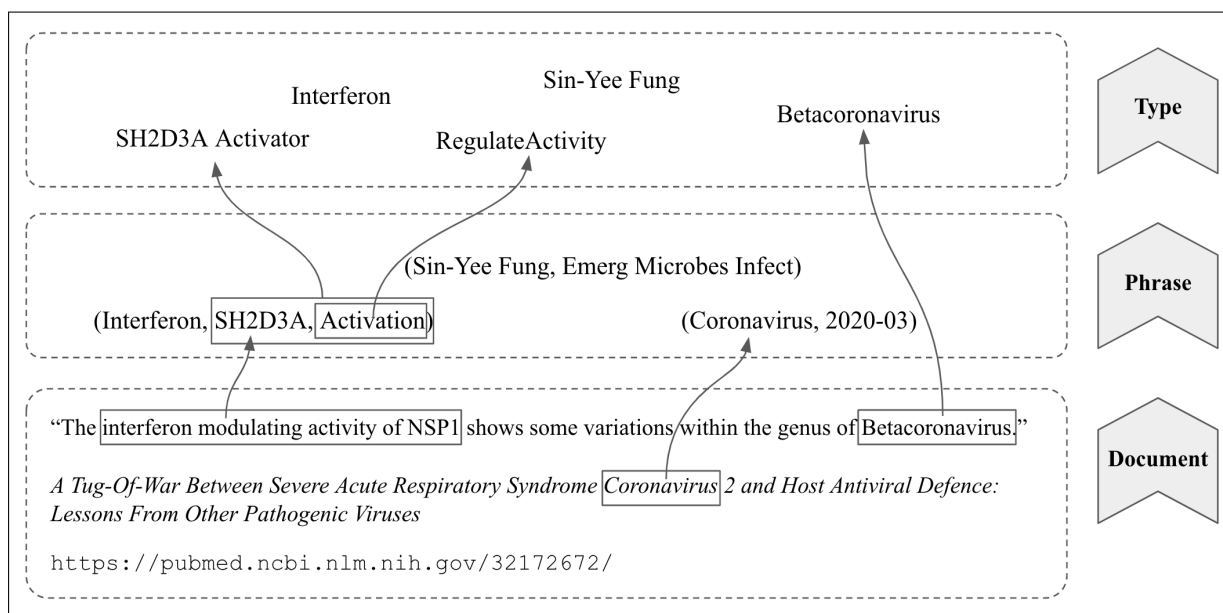 Sin-Yee Fung
Interferon
Betacoronavirus
SH2D3A Activator
RegulateActivity
Type
(Sin-Yee Fung, Emerg Microbes Infect)
(Interferon, SH2D3A, Activation)
(Coronavirus, 2020-03)
Phrase
“The interferon modulating activity of NSP1 shows some variations within the genus of Betacoronavirus.”
A Tug-Of-War Between Severe Acute Respiratory Syndrome Coronavirus 2 and Host Antiviral Defence:
Lessons From Other Pathogenic Viruses
https://pubmed.ncbi.nlm.nih.gov/32172672/
Document